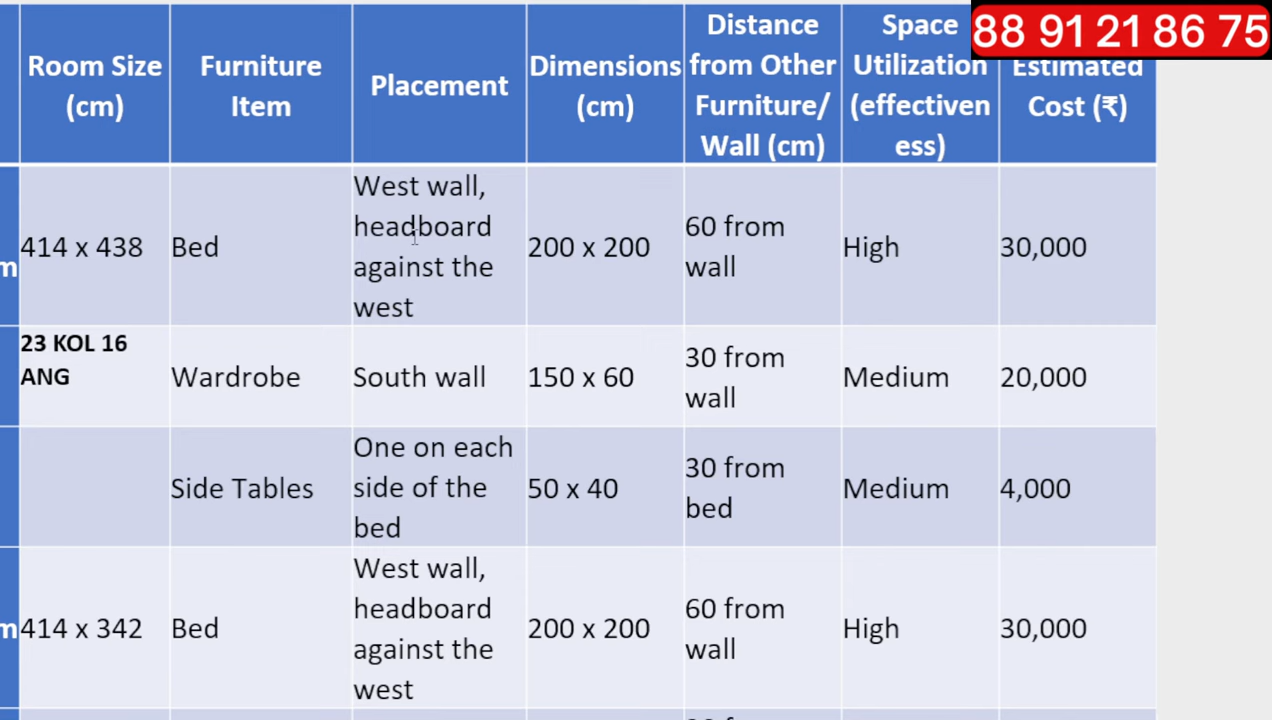 88 91 21 86 75
Room Size
(cm)
Furniture
Item
Placement
Dimensions
(cm)
Distance
from Other
Furniture/
Wall (cm)
Space
Utilization
(effectiven
ess)
Estimated
Cost (₹)
m
414 x 438
Bed
West wall,
headboard
against the
west
200 x 200
60 from
wall
High
30,000
23 KOL 16
ANG
Wardrobe
South wall
150 x 60
30 from
wall
Medium
20,000
Side Tables
One on each
side of the
bed
50 x 40
30 from
bed
Medium
4,000
m
414 x 342
Bed
West wall,
headboard
against the
west
200 x 200
60 from
wall
High
30,000